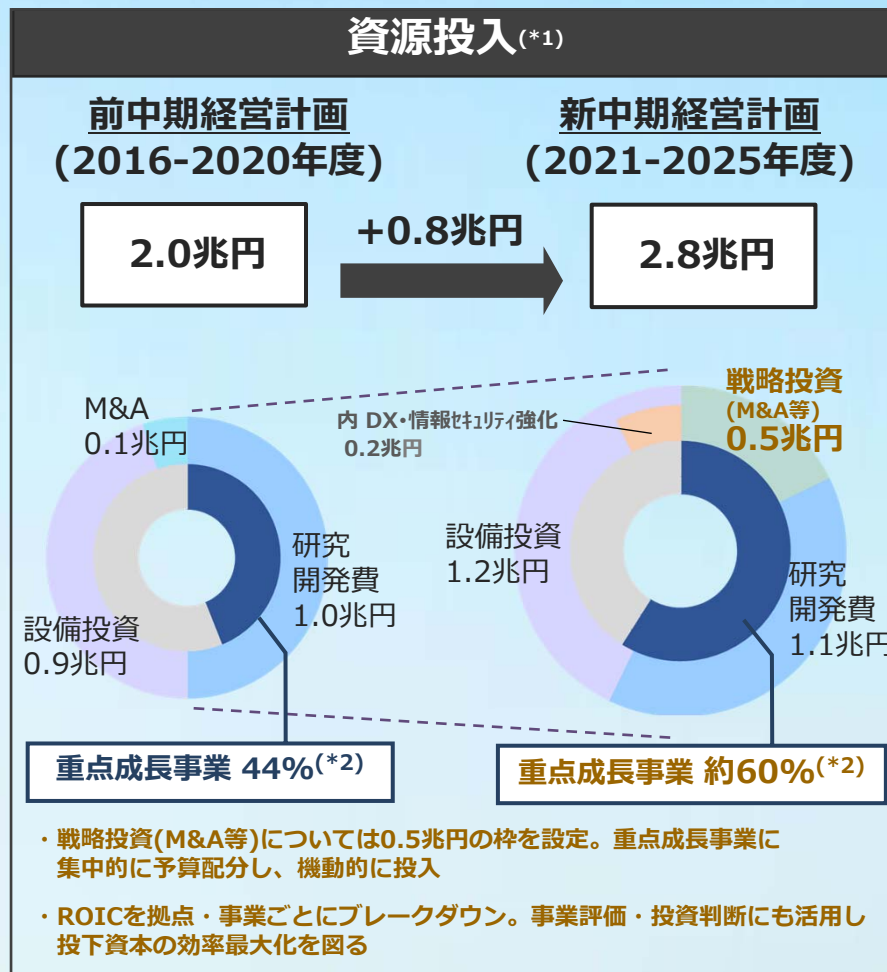 資源投入(*1)
前中期経営計画
(2016-2020年度)
新中期経営計画
(2021-2025年度)
2.0兆円
+0.8兆円
2.8兆円
M&A
0.1兆円
研究
開発費
1.0兆円
設備投資
0.9兆円
内 DX・情報ｾｷｭﾘﾃｨ強化
0.2兆円
戦略投資
(M&A等)
0.5兆円
設備投資
1.2兆円
研究
開発費
1.1兆円
重点成長事業 44%(*2)
重点成長事業 約60%(*2)
・戦略投資(M&A等)については0.5兆円の枠を設定。重点成長事業に
集中的に予算配分し、機動的に投入
・ROICを拠点・事業ごとにブレークダウン。事業評価・投資判断にも活用し
投下資本の効率最大化を図る